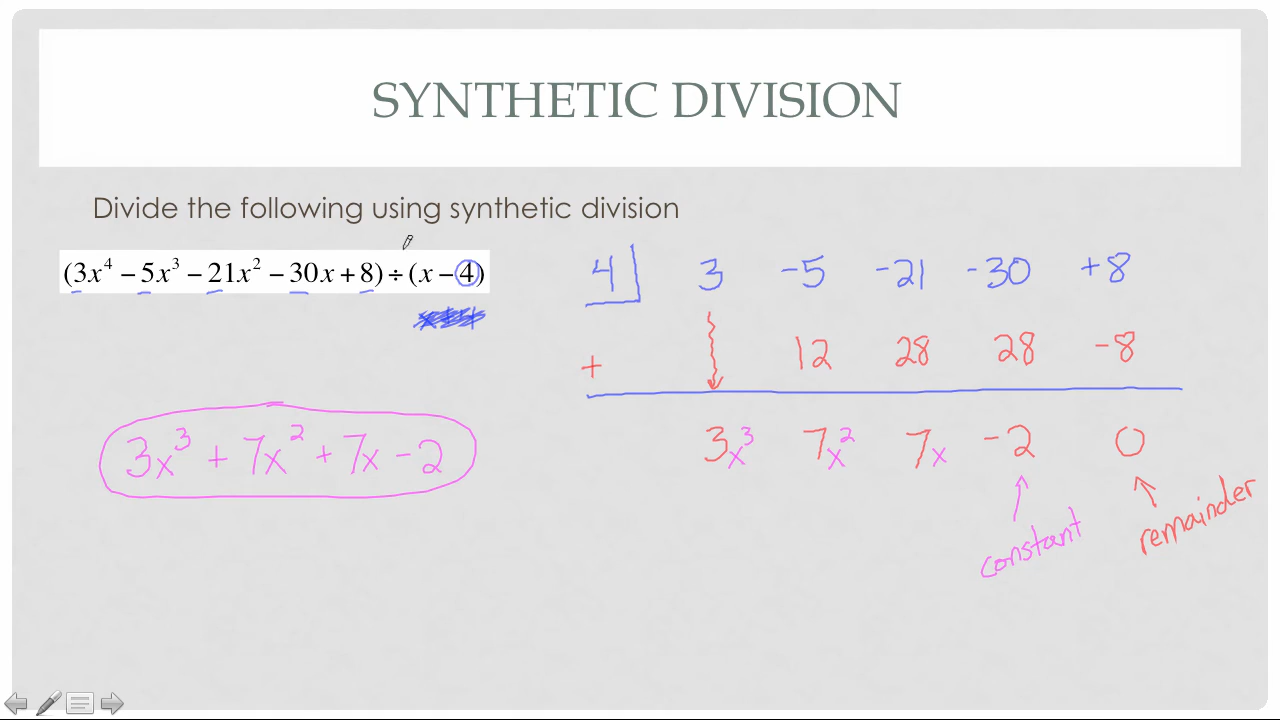 SYNTHETIC DIVISION
Divide the following using synthetic division
(3x⁴ − 5x³ − 21x² − 30x + 8) ÷ (x − 4)
4 3 -5 -21 -30 +8
+ 12 28 28 -8
3x³ 7x² 7x -2 0
3x³ + 7x² + 7x - 2
constant
remainder